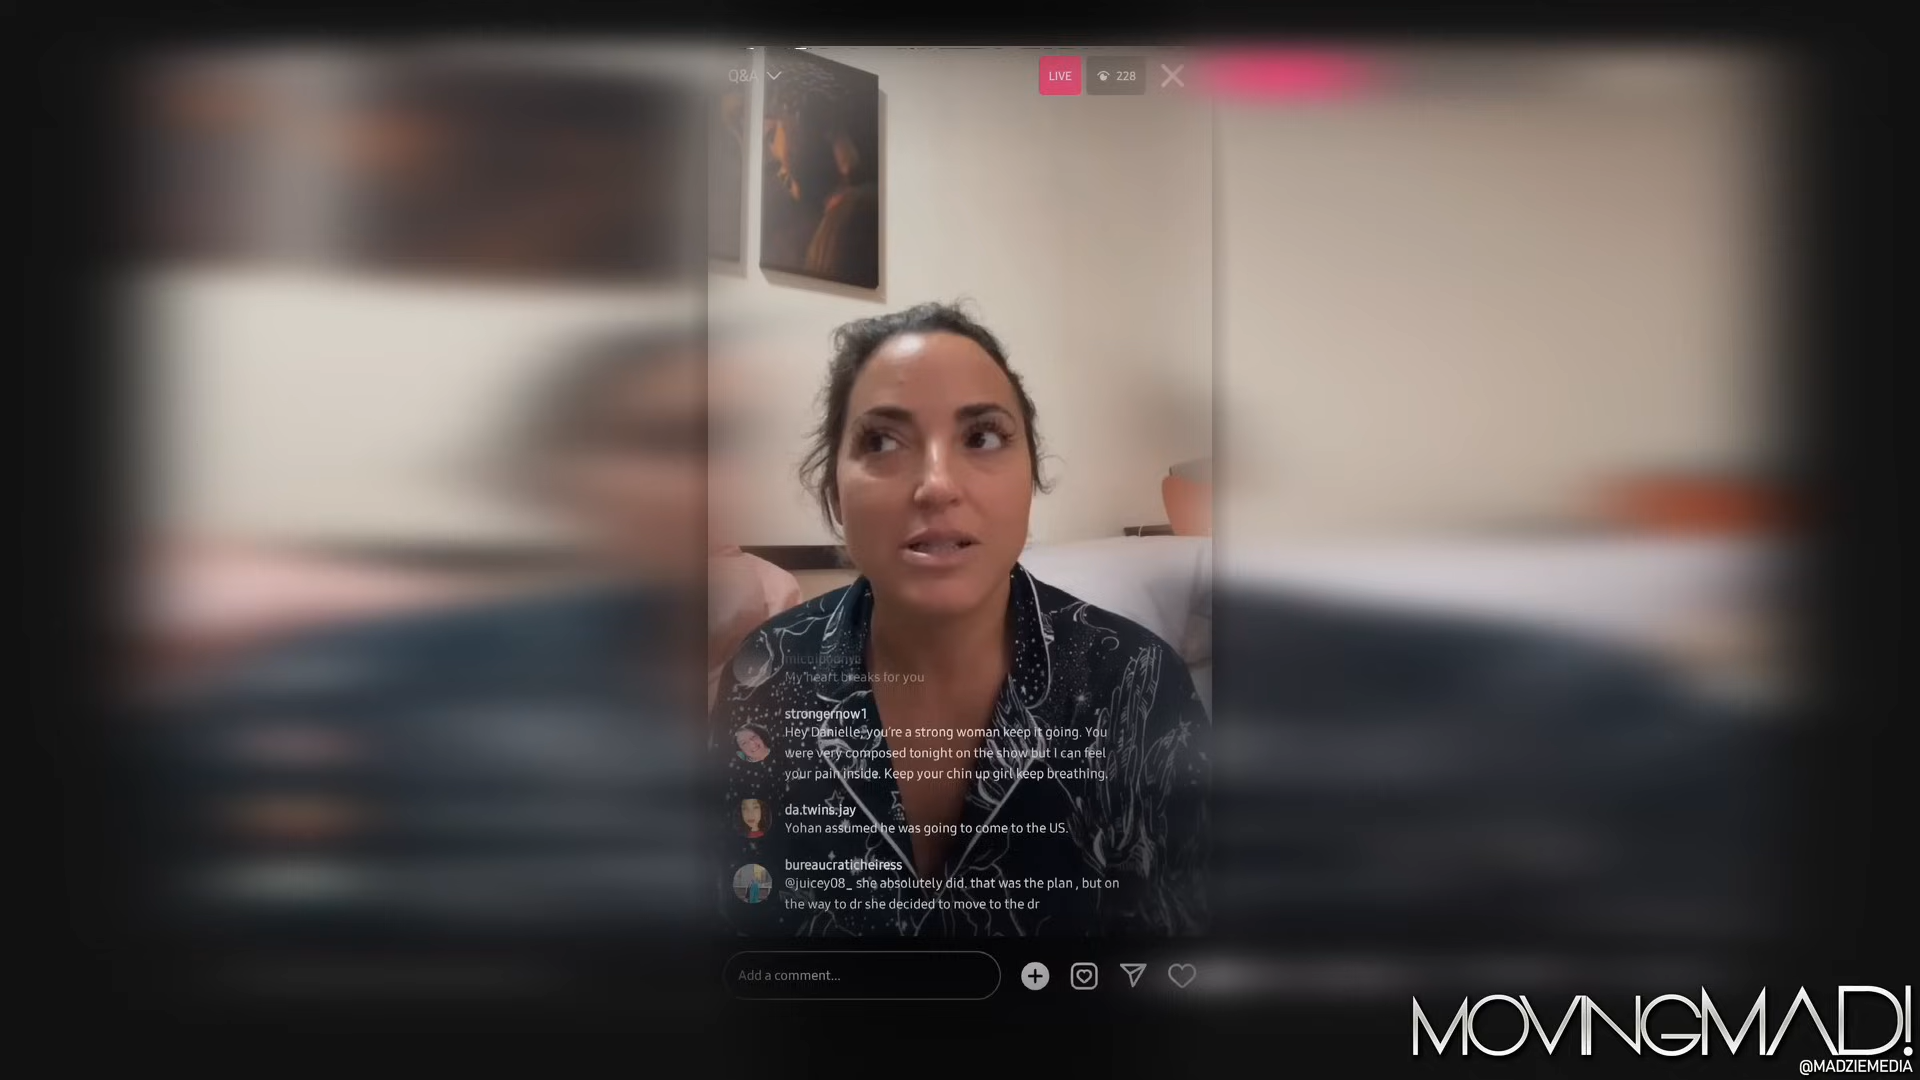 Q&A
LIVE
228
My heart breaks for you
strongernow1
Hey Danielle, you're a strong woman keep it going. You
were very composed tonight on the show but I can feel
your pain inside. Keep your chin up girl keep breathing.
da.twins.jay
Yohan assumed he was going to come to the US.
bureaucraticheiress
@juicey08_ she absolutely did. that was the plan , but on
the way to dr she decided to move to the dr
Add a comment...
MOVINGMAD!
@MADZIEMEDIA